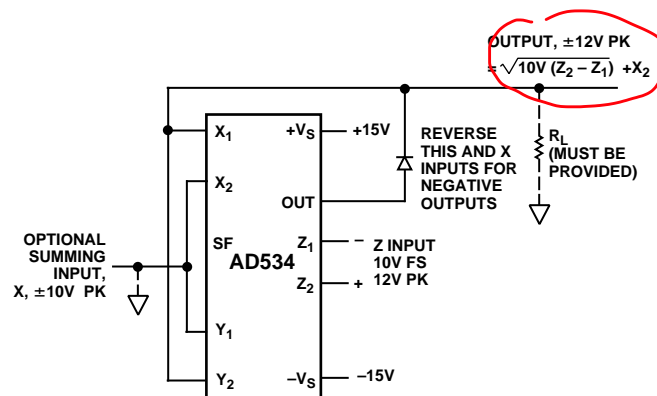 OUTPUT, ±12V PK
= √10V (Z2 – Z1) +X2
X1
+VS
+15V
REVERSE
THIS AND X
INPUTS FOR
NEGATIVE
OUTPUTS
RL
(MUST BE
PROVIDED)
X2
OUT
OPTIONAL
SUMMING
INPUT,
X, ±10V PK
SF
AD534
Z1
–
Z INPUT
10V FS
12V PK
Z2
+
Y1
Y2
–VS
–15V